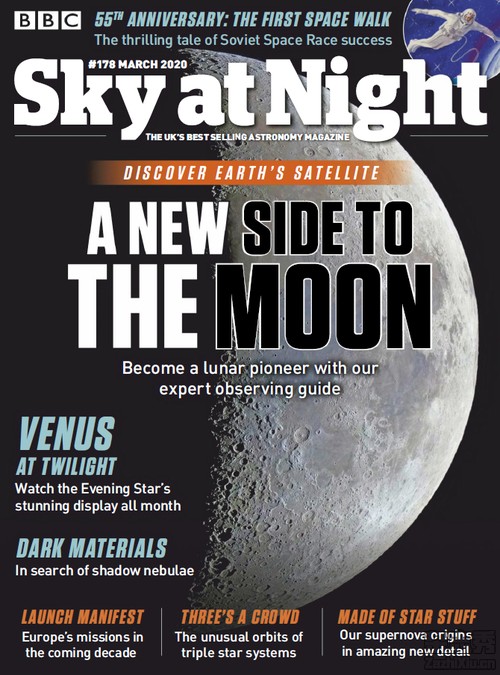 BBC
55TH ANNIVERSARY: THE FIRST SPACE WALK
The thrilling tale of Soviet Space Race success
#178 MARCH 2020
Sky at Night
THE UK'S BEST SELLING ASTRONOMY MAGAZINE
DISCOVER EARTH'S SATELLITE
A NEW SIDE TO
THE MOON
Become a lunar pioneer with our
expert observing guide
VENUS
AT TWILIGHT
Watch the Evening Star's
stunning display all month
DARK MATERIALS
In search of shadow nebulae
LAUNCH MANIFEST
Europe's missions in
the coming decade
THREE'S A CROWD
The unusual orbits of
triple star systems
MADE OF STAR STUFF
Our supernova origins
in amazing new detail